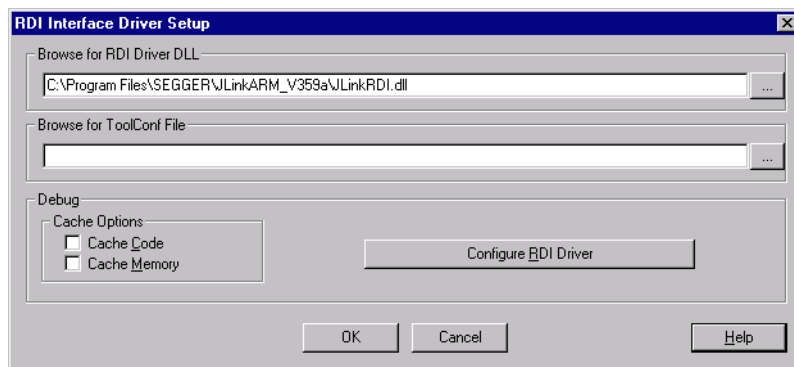 RDI Interface Driver Setup
Browse for RDI Driver DLL
C:\Program Files\SEGGER\JLinkARM_V359a\JLinkRDI.dll
...
Browse for ToolConf File
...
Debug
Cache Options
Cache Code
Cache Memory
Configure RDI Driver
OK
Cancel
Help